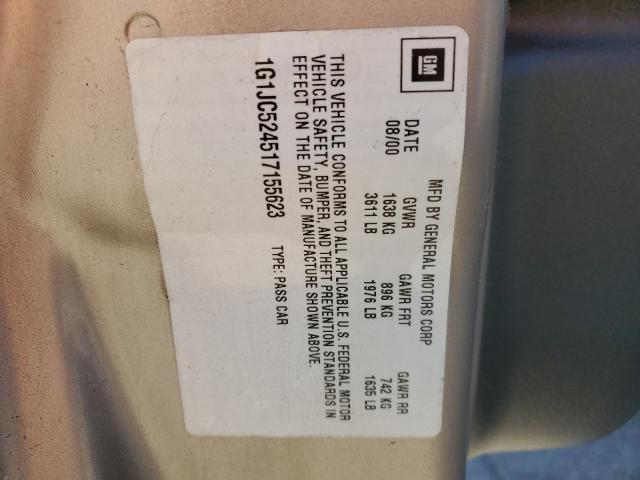 GM
MFD BY GENERAL MOTORS CORP
DATE GVWR GAWR FRT GAWR RR
08/00 1638 KG 896 KG 742 KG
3611 LB 1976 LB 1635 LB
THIS VEHICLE CONFORMS TO ALL APPLICABLE U.S. FEDERAL MOTOR
VEHICLE SAFETY, BUMPER, AND THEFT PREVENTION STANDARDS IN
EFFECT ON THE DATE OF MANUFACTURE SHOWN ABOVE.
1G1JC524517155623 TYPE: PASS CAR